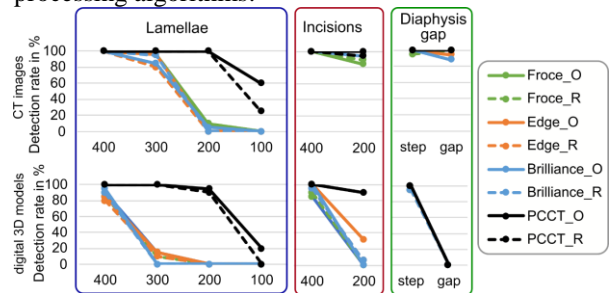 processing algorithms.
Lamellae
Incisions
Diaphysis
gap
CT images
Detection rate in %
100
80
60
40
20
0
400 300 200 100
400 200
step gap
digital 3D models
Detection rate in %
100
80
60
40
20
0
400 300 200 100
400 200
step gap
Froce_O
Froce_R
Edge_O
Edge_R
Brilliance_O
Brilliance_R
PCCT_O
PCCT_R